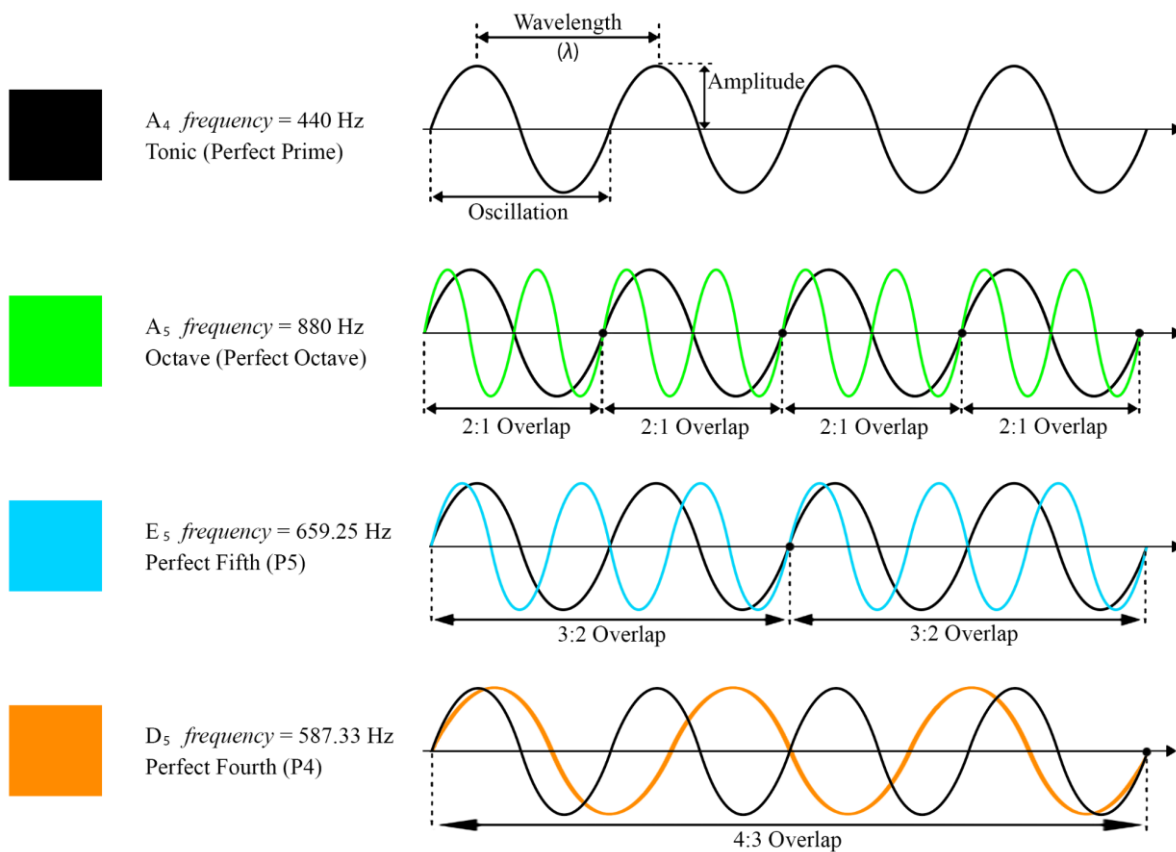 Wavelength
(λ)
Amplitude
A₄ frequency = 440 Hz
Tonic (Perfect Prime)
Oscillation
A₅ frequency = 880 Hz
Octave (Perfect Octave)
2:1 Overlap 2:1 Overlap 2:1 Overlap 2:1 Overlap
E₅ frequency = 659.25 Hz
Perfect Fifth (P5)
3:2 Overlap 3:2 Overlap
D₅ frequency = 587.33 Hz
Perfect Fourth (P4)
4:3 Overlap